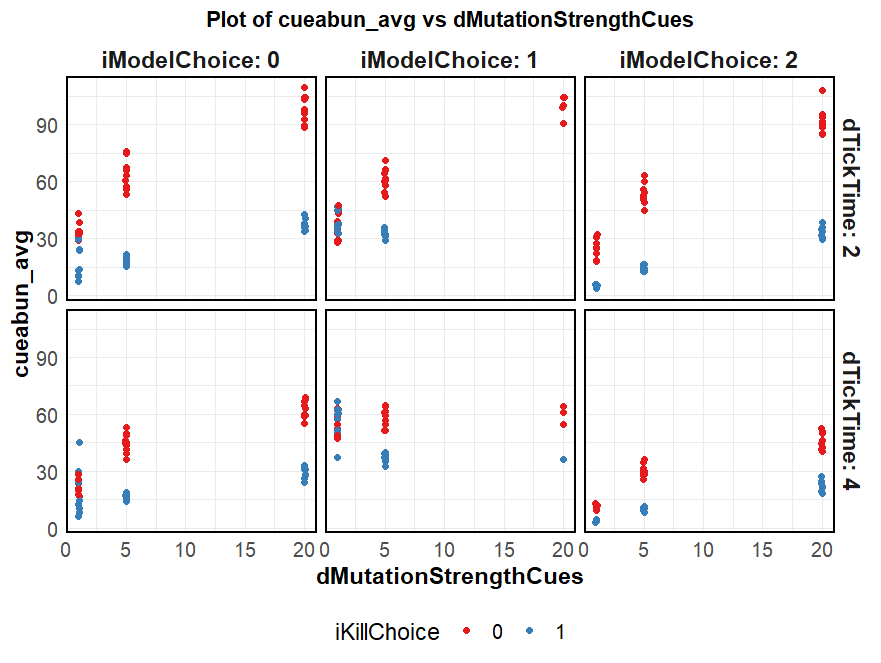 Plot of cueabun_avg vs dMutationStrengthCues
iModelChoice: 0 iModelChoice: 1 iModelChoice: 2
90
60
30
0
dTickTime: 2
cueabun_avg
90
60
30
0
dTickTime: 4
0 5 10 15 20 0 5 10 15 20 0 5 10 15 20
dMutationStrengthCues
iKillChoice 0 1